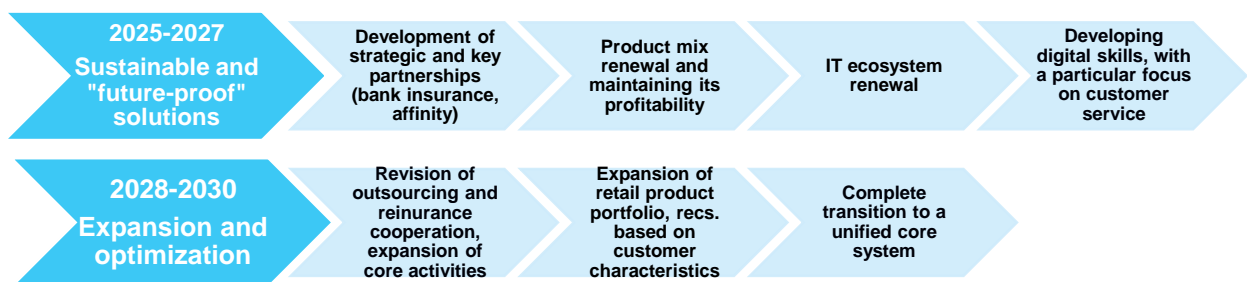 2025-2027
Sustainable and
"future-proof"
solutions
Development of
strategic and key
partnerships
(bank insurance,
affinity)
Product mix
renewal and
maintaining its
profitability
IT ecosystem
renewal
Developing
digital skills, with
a particular focus
on customer
service
2028-2030
Expansion and
optimization
Revision of
outsourcing and
reinurance
cooperation,
expansion of
core activities
Expansion of
retail product
portfolio, recs.
based on
customer
characteristics
Complete
transition to a
unified core
system